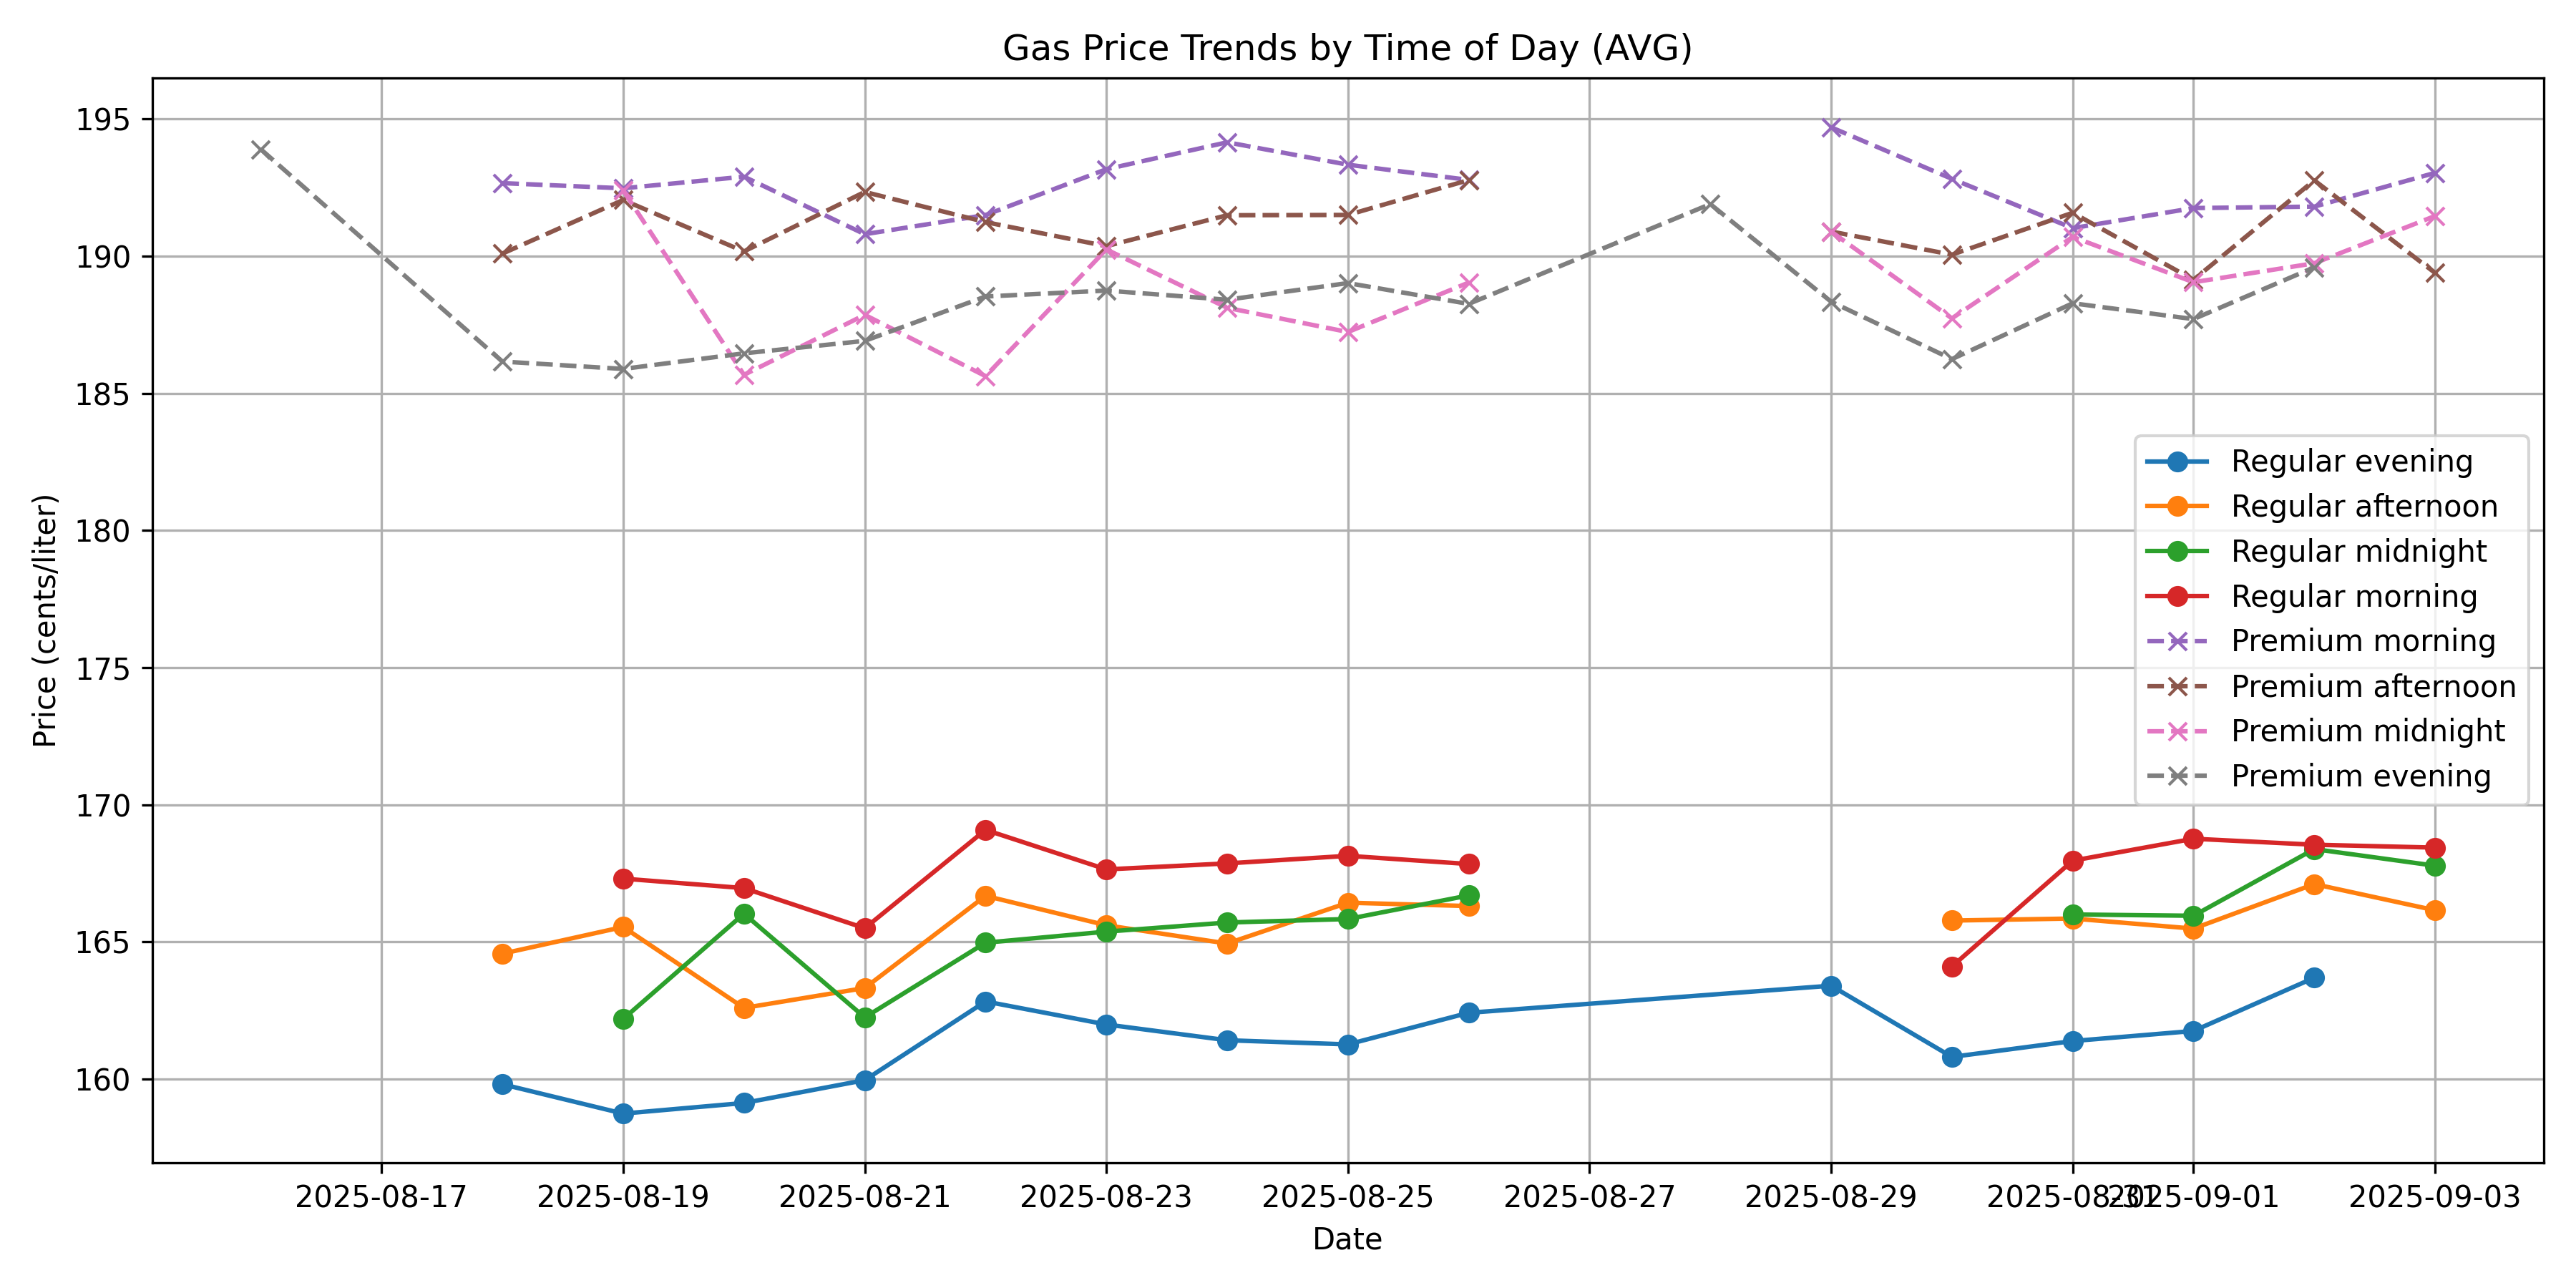 Gas Price Trends by Time of Day (AVG)
195
190
185
180
175
170
165
160
Price (cents/liter)
Regular evening
Regular afternoon
Regular midnight
Regular morning
Premium morning
Premium afternoon
Premium midnight
Premium evening
2025-08-17 2025-08-19 2025-08-21 2025-08-23 2025-08-25 2025-08-27 2025-08-29 2025-08-31 2025-09-01 2025-09-03
Date